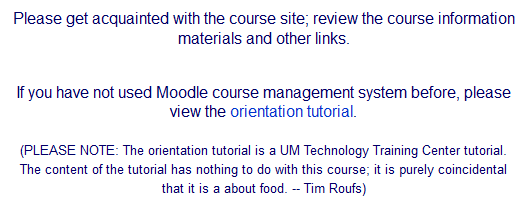 Please get acquainted with the course site; review the course information
materials and other links.
If you have not used Moodle course management system before, please
view the orientation tutorial.
(PLEASE NOTE: The orientation tutorial is a UM Technology Training Center tutorial.
The content of the tutorial has nothing to do with this course; it is purely coincidental
that it is a about food. -- Tim Roufs)